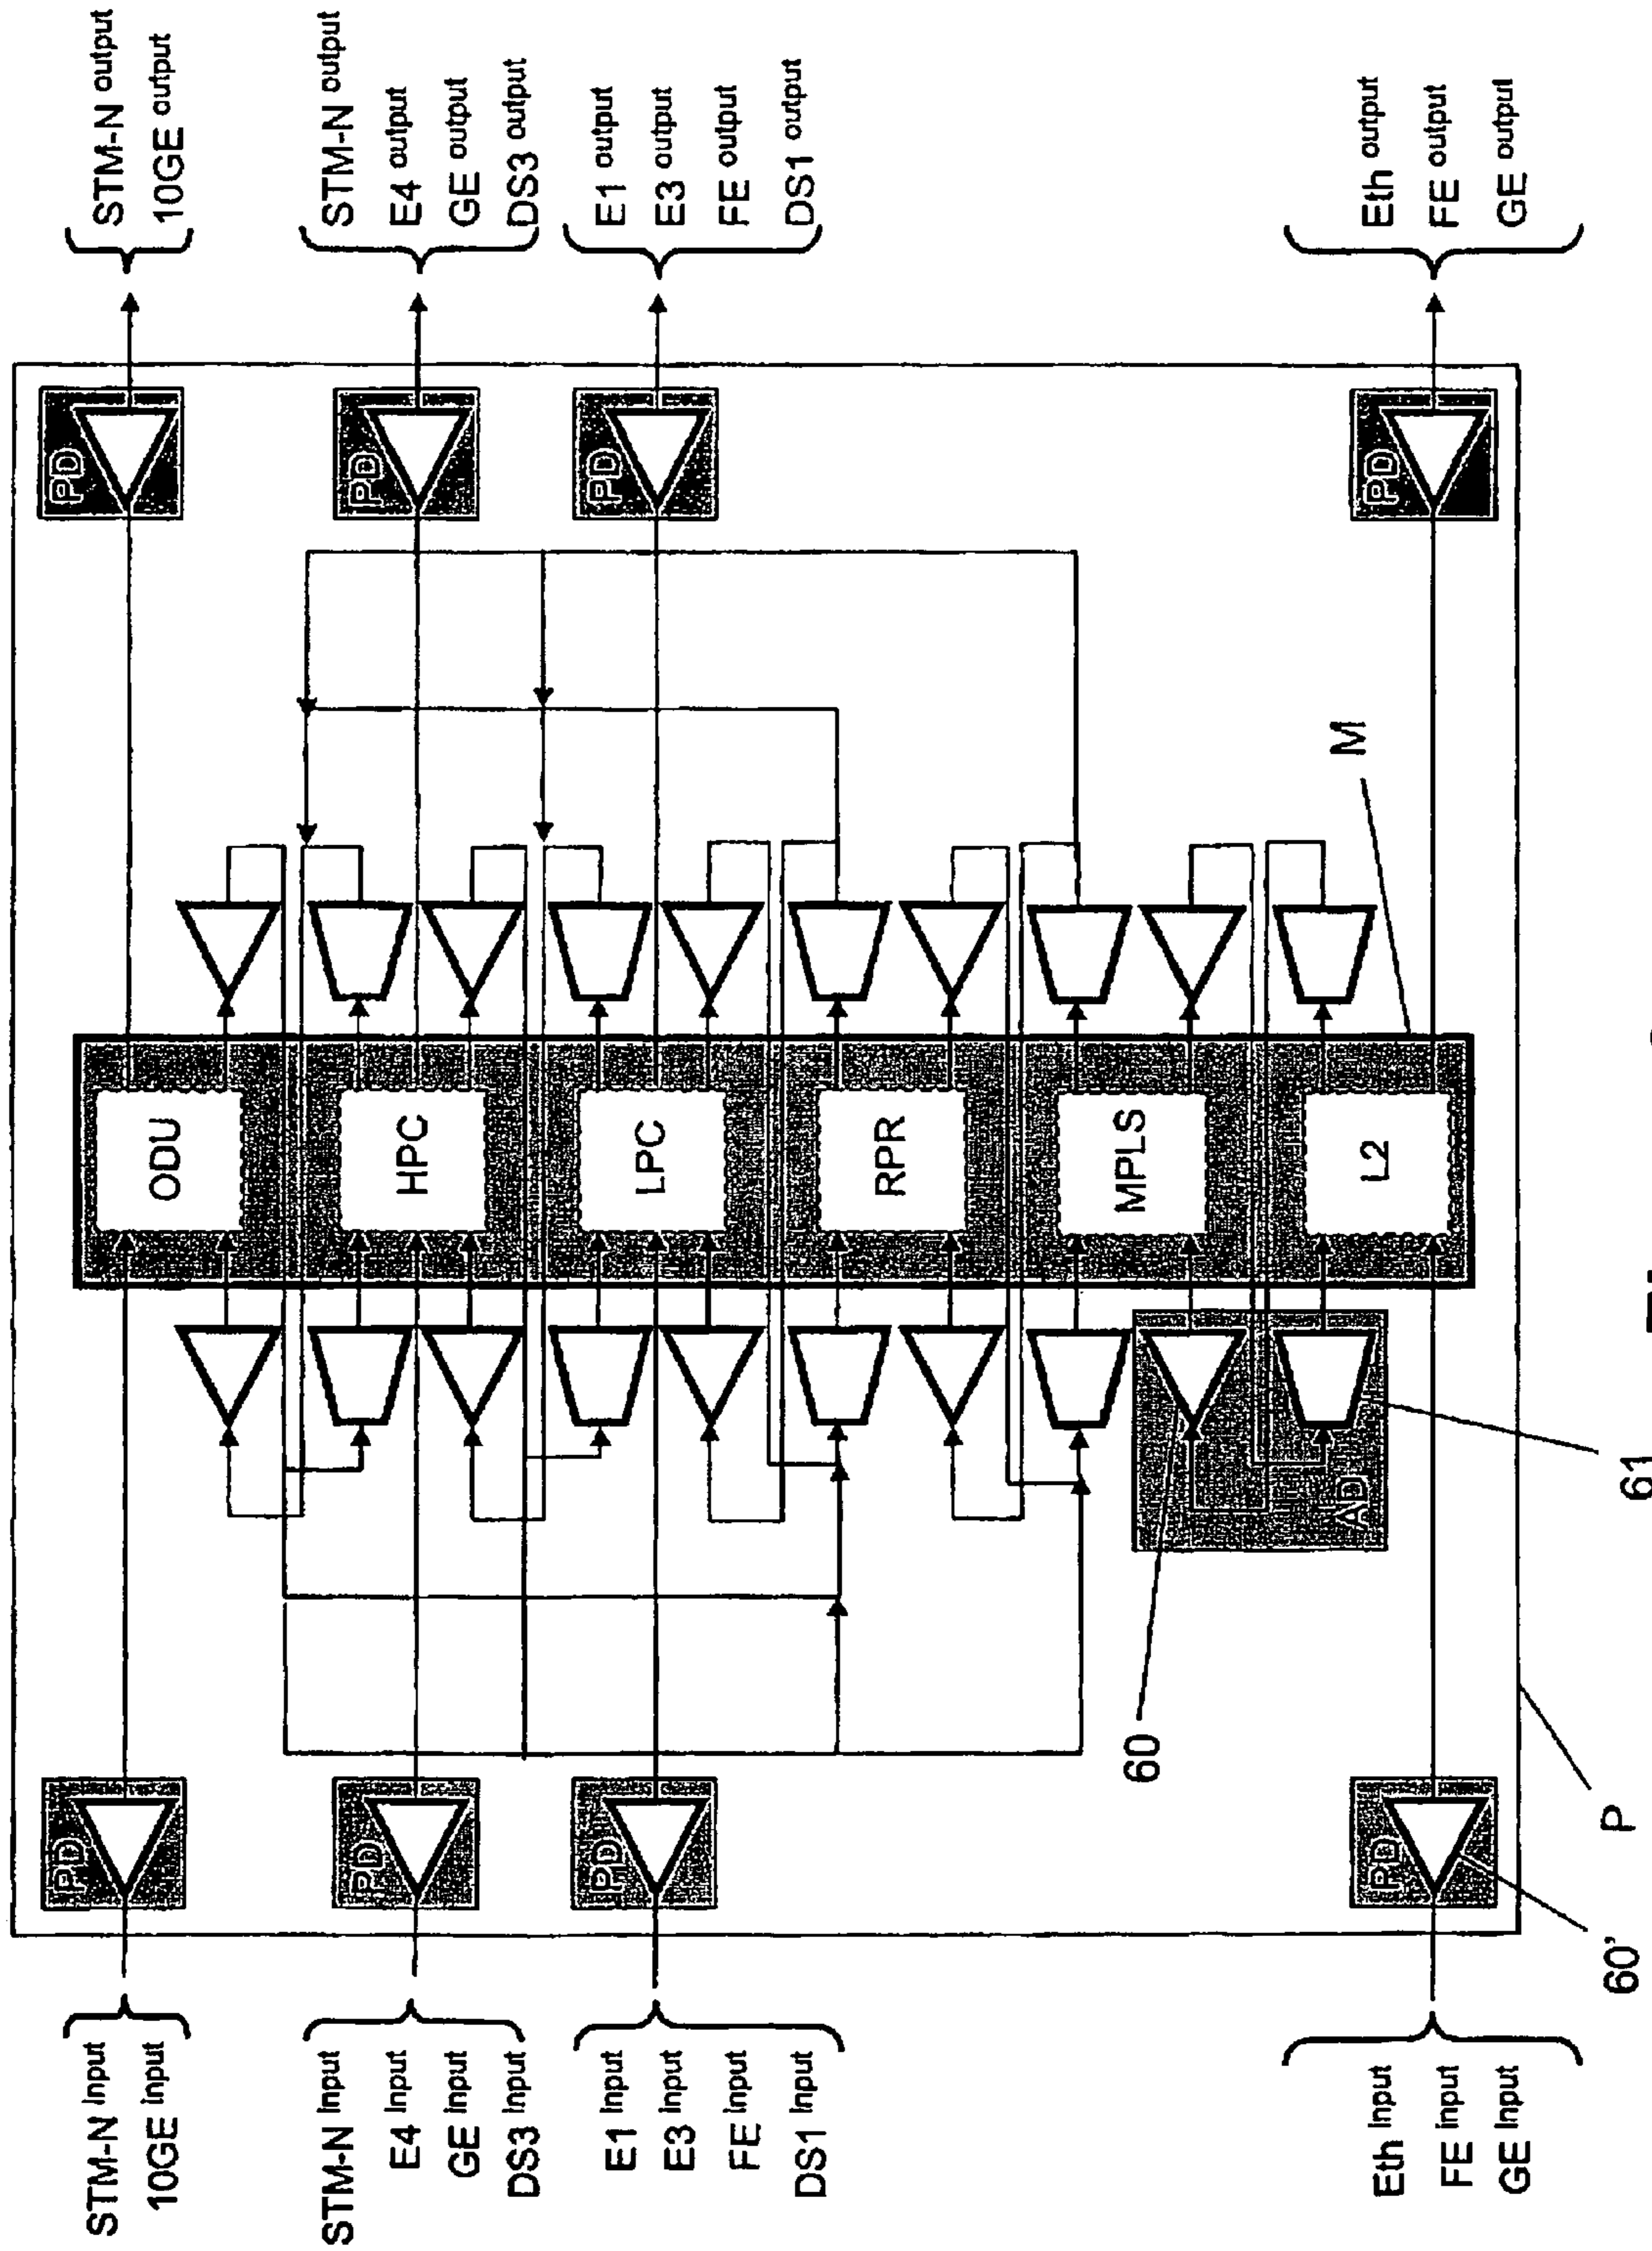 STM-N output
10GE output
STM-N output
E4 output
GE output
DS3 output
E1 output
E3 output
FE output
DS1 output
Eth output
FE output
GE output
PD
PD
PD
PD
M
ODU
HPC
LPC
RPR
MPLS
L2
AD
60
61
PD
PD
PD
PD
P
60'
STM-N Input
10GE Input
STM-N Input
E4 Input
GE Input
DS3 Input
E1 Input
E3 Input
FE Input
DS1 Input
Eth Input
FE Input
GE Input